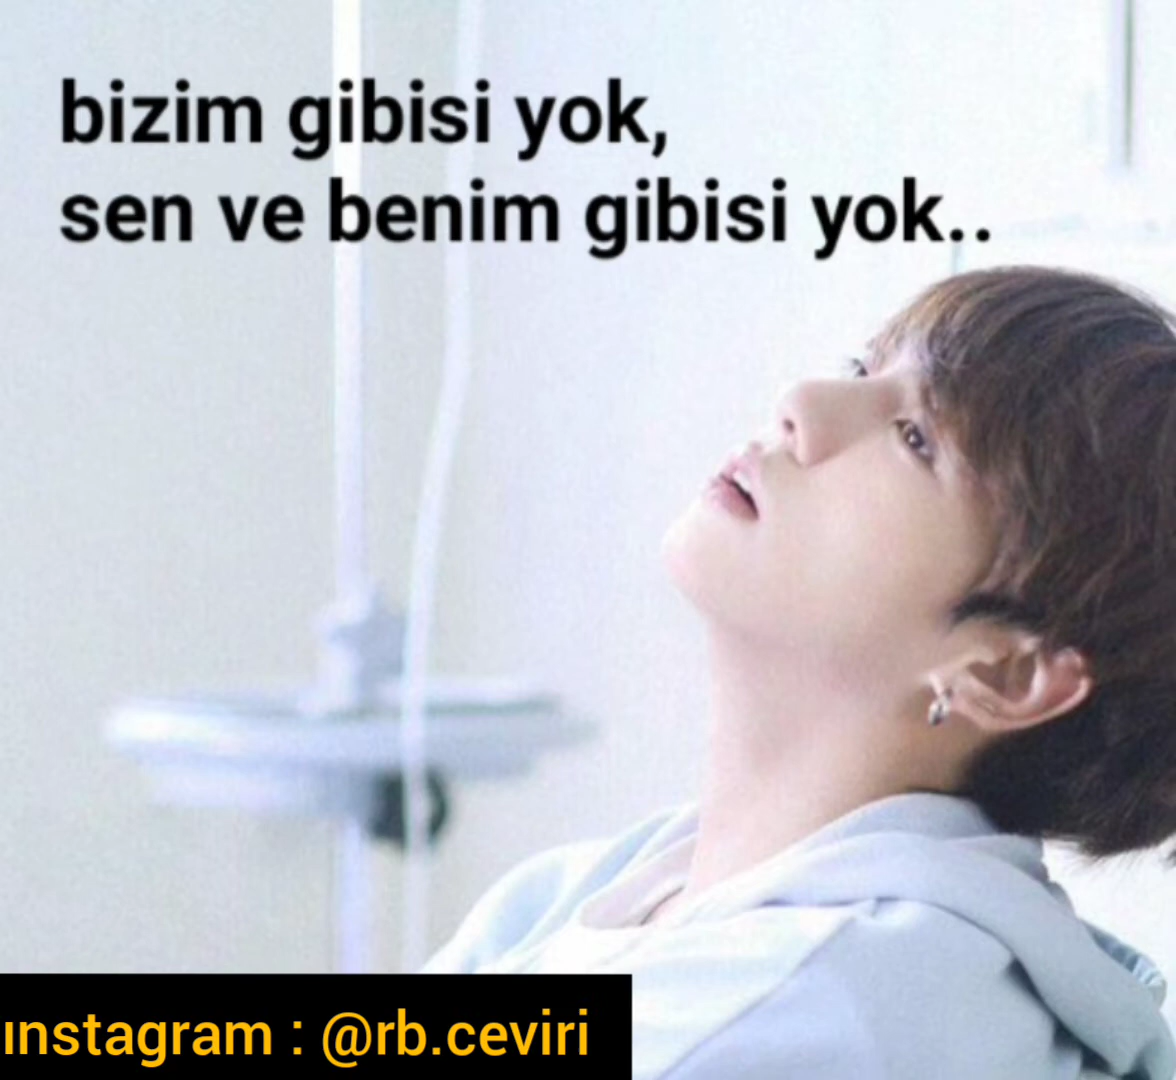 bizim gibisi yok,
sen ve benim gibisi yok..
ınstagram : @rb.ceviri